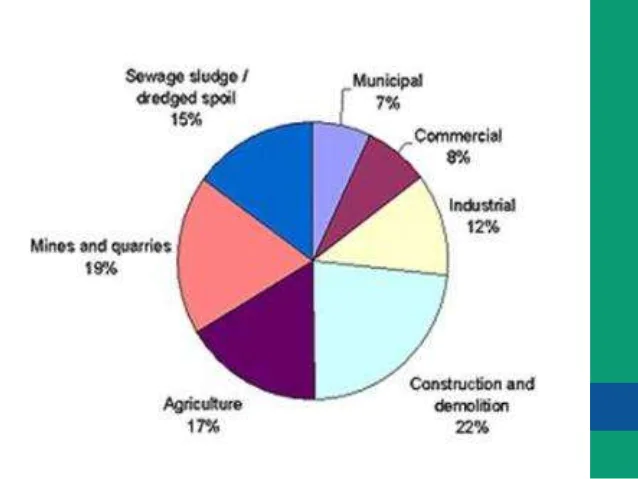 Sewage sludge /
dredged spoil
15%
Municipal
7%
Commercial
8%
Industrial
12%
Mines and quarries
19%
Construction and
demolition
22%
Agriculture
17%